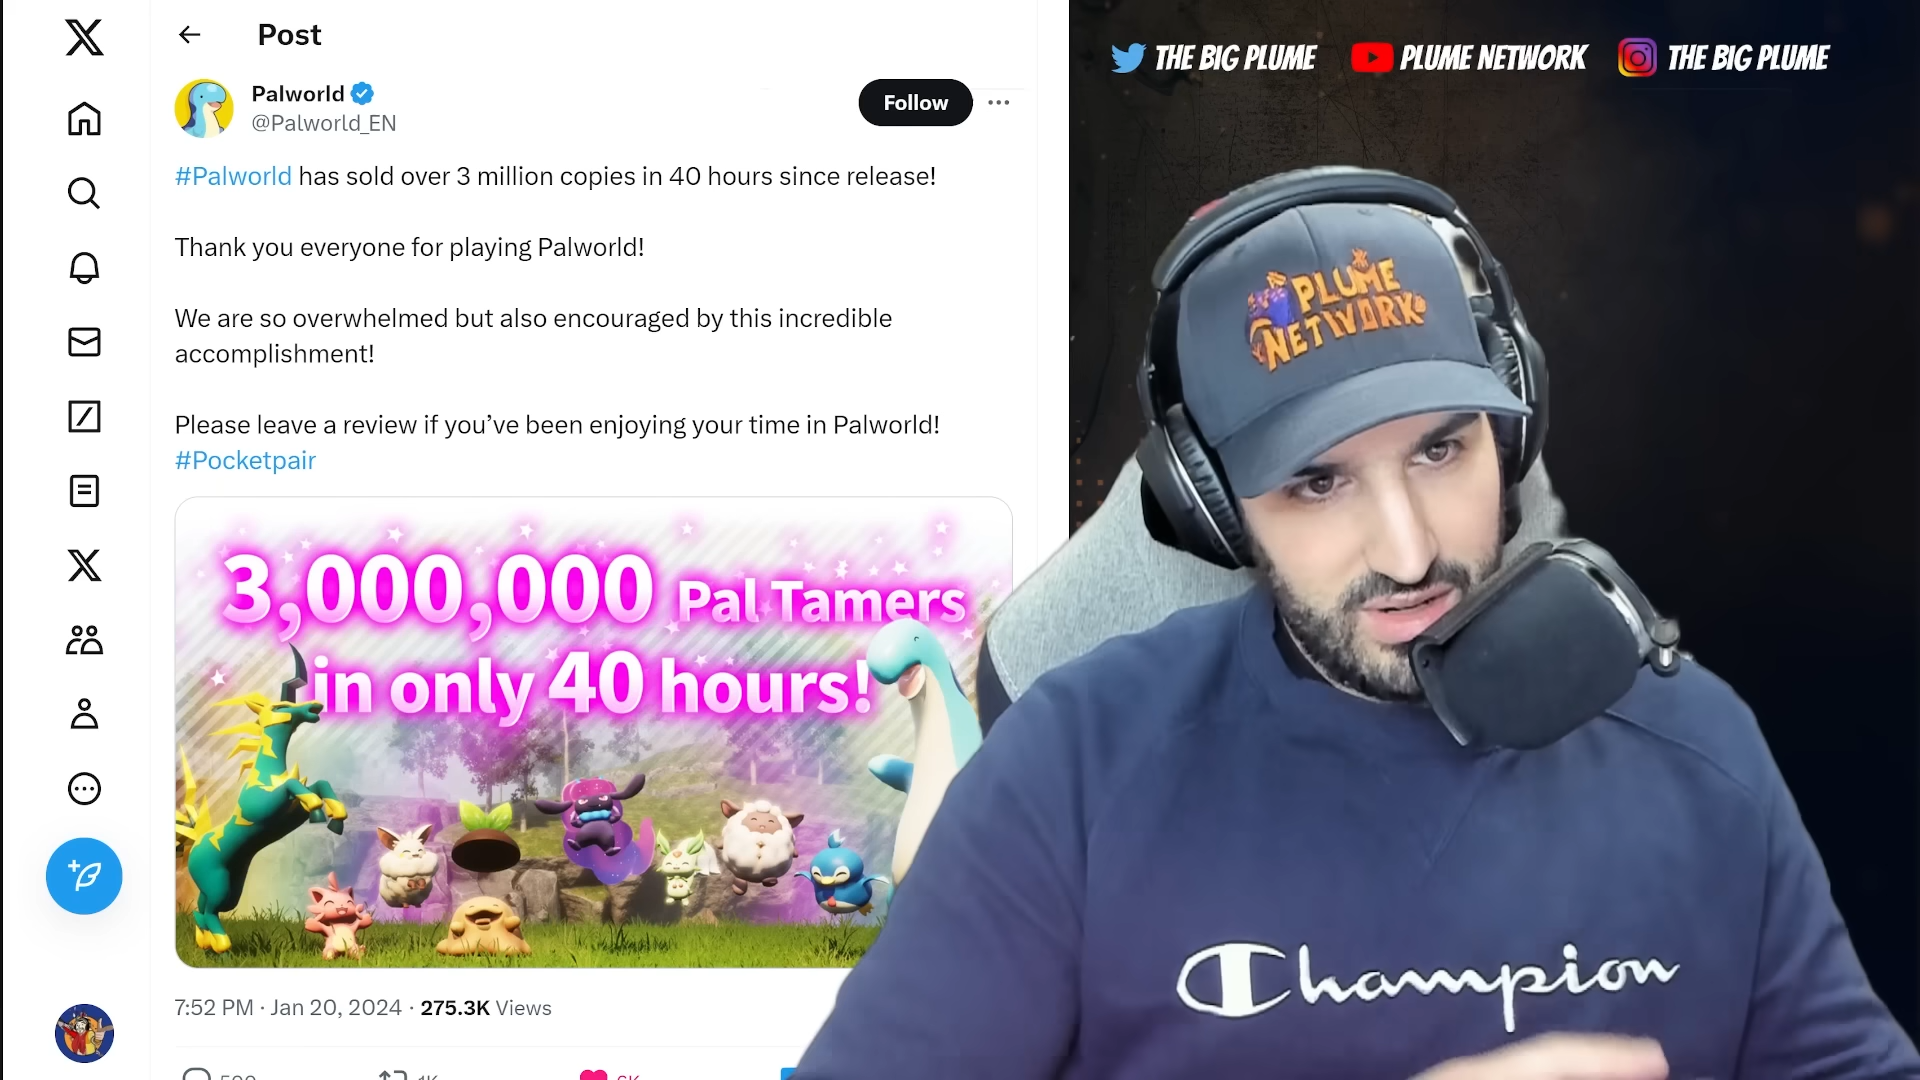 Post
THE BIG PLUME
PLUME NETWORK
THE BIG PLUME
Palworld
@Palworld_EN
Follow
#Palworld has sold over 3 million copies in 40 hours since release!
Thank you everyone for playing Palworld!
We are so overwhelmed but also encouraged by this incredible
accomplishment!
Please leave a review if you’ve been enjoying your time in Palworld!
#Pocketpair
3,000,000 Pal Tamers
in only 40 hours!
7:52 PM · Jan 20, 2024 · 275.3K Views
PLUME
NETWORK
Champion